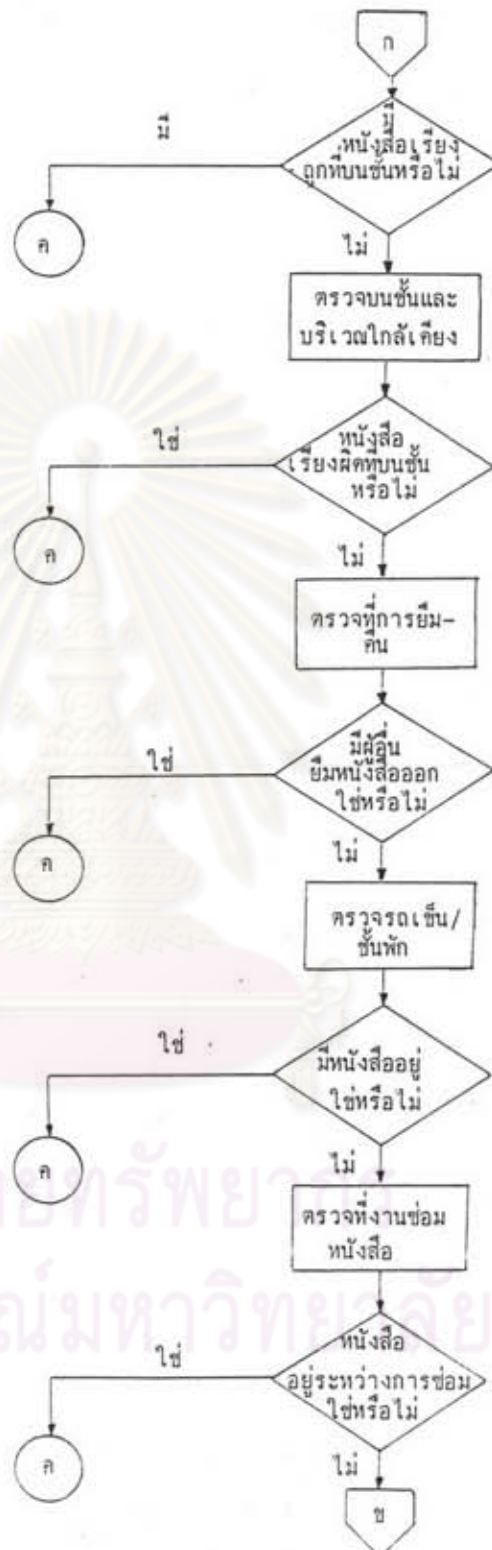 ก
มี
มี
หนังสือเรียง
ถูกที่บนชั้นหรือไม่
ค
ไม่
ตรวจบนชั้นและ
บริเวณใกล้เคียง
ใช่
หนังสือ
เรียงผิดที่บนชั้น
หรือไม่
ค
ไม่
ตรวจที่การยืม-
คืน
ใช่
มีผู้อื่น
ยืมหนังสือออก
ใช่หรือไม่
ค
ไม่
ตรวจรถเข็น/
ชั้นพัก
ใช่
มีหนังสืออยู่
ใช่หรือไม่
ค
ไม่
ตรวจที่งานซ่อม
หนังสือ
ใช่
หนังสือ
อยู่ระหว่างการซ่อม
ใช่หรือไม่
ค
ไม่
ข